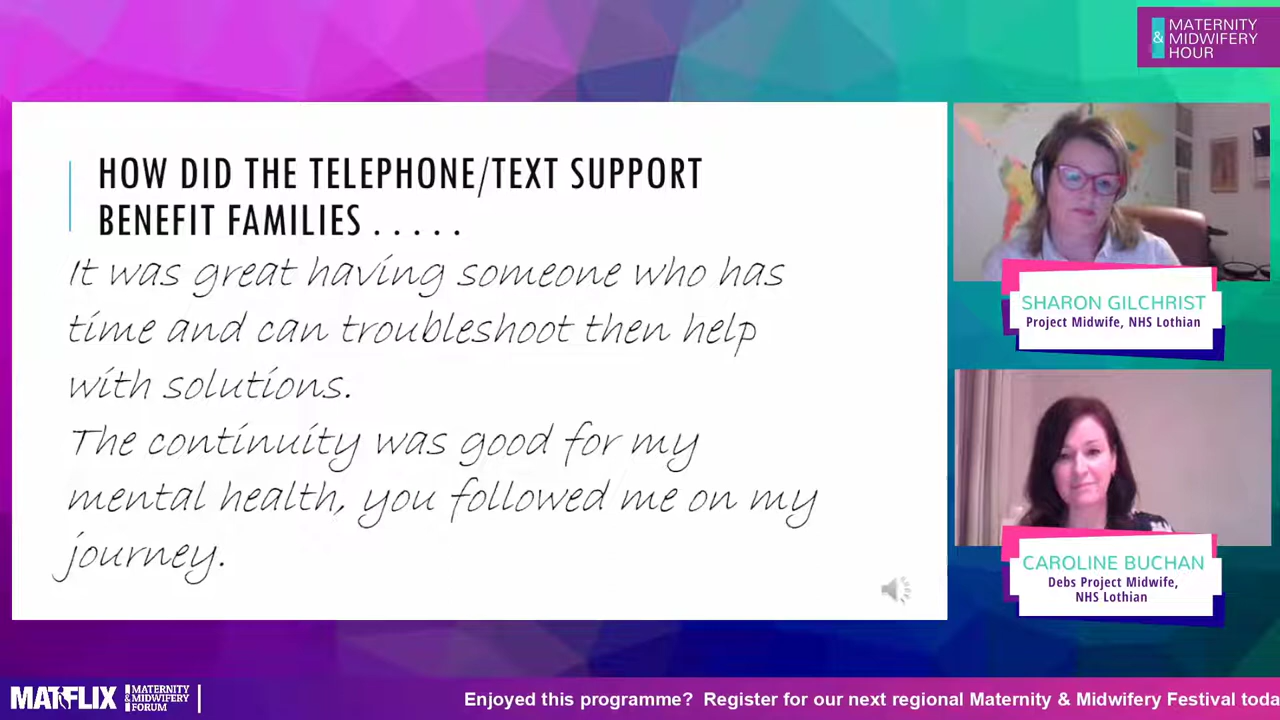 MATERNITY
& MIDWIFERY
HOUR
HOW DID THE TELEPHONE/TEXT SUPPORT
BENEFIT FAMILIES . . . . .
It was great having someone who has
time and can troubleshoot then help
with solutions.
The continuity was good for my
mental health, you followed me on my
journey.
SHARON GILCHRIST
Project Midwife, NHS Lothian
CAROLINE BUCHAN
Debs Project Midwife,
NHS Lothian
MATFLIX
MATERNITY
& MIDWIFERY
FORUM
Enjoyed this programme? Register for our next regional Maternity & Midwifery Festival toda